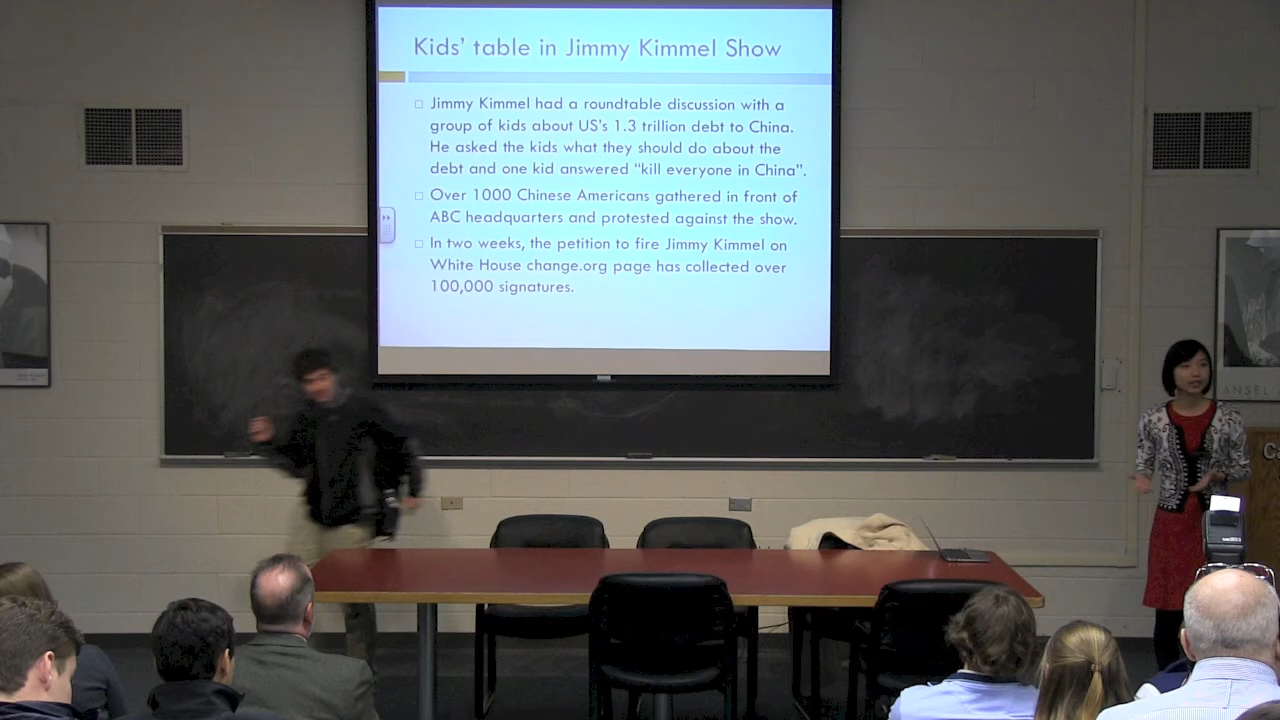 Kids' table in Jimmy Kimmel Show
Jimmy Kimmel had a roundtable discussion with a
group of kids about US's 1.3 trillion debt to China.
He asked the kids what they should do about the
debt and one kid answered "kill everyone in China".
Over 1000 Chinese Americans gathered in front of
ABC headquarters and protested against the show.
In two weeks, the petition to fire Jimmy Kimmel on
White House change.org page has collected over
100,000 signatures.
ANSEL
Ca